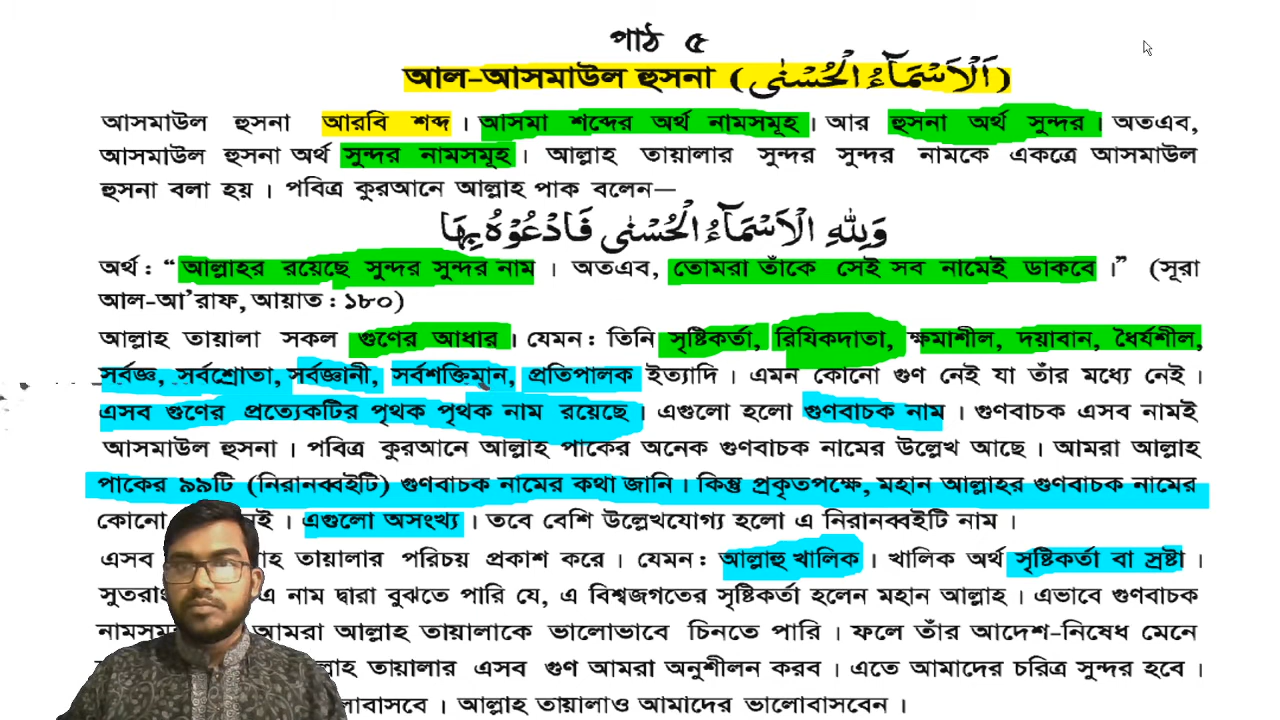 পাঠ ৫
আল-আসমাউল হুসনা (اَلْاَسْمَآءُ الْحُسْنٰى)
আসমাউল হুসনা আরবি শব্দ । আসমা শব্দের অর্থ নামসমূহ । আর হুসনা অর্থ সুন্দর । অতএব,
আসমাউল হুসনা অর্থ সুন্দর নামসমূহ । আল্লাহ তায়ালার সুন্দর সুন্দর নামকে একত্রে আসমাউল
হুসনা বলা হয় । পবিত্র কুরআনে আল্লাহ পাক বলেন—
وَلِلّٰهِ الْاَسْمَآءُ الْحُسْنٰى فَادْعُوْهُ بِهَا
অর্থ : “আল্লাহর রয়েছে সুন্দর সুন্দর নাম । অতএব, তোমরা তাঁকে সেই সব নামেই ডাকবে ।” (সূরা
আল-আ’রাফ, আয়াত : ১৮০)
আল্লাহ তায়ালা সকল গুণের আধার । যেমন : তিনি সৃষ্টিকর্তা, রিযিকদাতা, ক্ষমাশীল, দয়াবান, ধৈর্যশীল,
সর্বজ্ঞ, সর্বশ্রোতা, সর্বজ্ঞানী, সর্বশক্তিমান, প্রতিপালক ইত্যাদি । এমন কোনো গুণ নেই যা তাঁর মধ্যে নেই ।
এসব গুণের প্রত্যেকটির পৃথক পৃথক নাম রয়েছে । এগুলো হলো গুণবাচক নাম । গুণবাচক এসব নামই
আসমাউল হুসনা । পবিত্র কুরআনে আল্লাহ পাকের অনেক গুণবাচক নামের উল্লেখ আছে । আমরা আল্লাহ
পাকের ৯৯টি (নিরানব্বইটি) গুণবাচক নামের কথা জানি । কিন্তু প্রকৃতপক্ষে, মহান আল্লাহর গুণবাচক নামের
কোনো । এগুলো অসংখ্য । তবে বেশি উল্লেখযোগ্য হলো এ নিরানব্বইটি নাম ।
এসব তায়ালার পরিচয় প্রকাশ করে । যেমন : আল্লাহু খালিক । খালিক অর্থ সৃষ্টিকর্তা বা স্রষ্টা ।
এ নাম দ্বারা বুঝতে পারি যে, এ বিশ্বজগতের সৃষ্টিকর্তা হলেন মহান আল্লাহ । এভাবে গুণবাচক
আমরা আল্লাহ তায়ালাকে ভালোভাবে চিনতে পারি । ফলে তাঁর আদেশ-নিষেধ মেনে
তায়ালার এসব গুণ আমরা অনুশীলন করব । এতে আমাদের চরিত্র সুন্দর হবে ।
। আল্লাহ তায়ালাও আমাদের ভালোবাসবেন ।